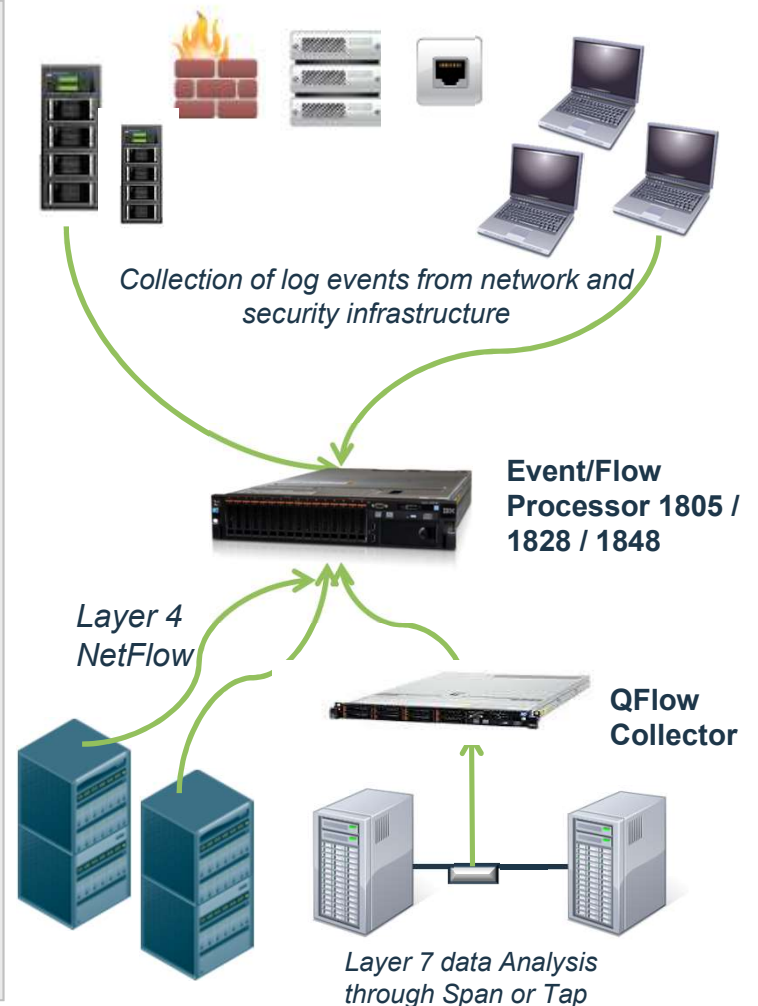 Collection of log events from network and
security infrastructure
Event/Flow
Processor 1805 /
1828 / 1848
Layer 4
NetFlow
QFlow
Collector
Layer 7 data Analysis
through Span or Tap